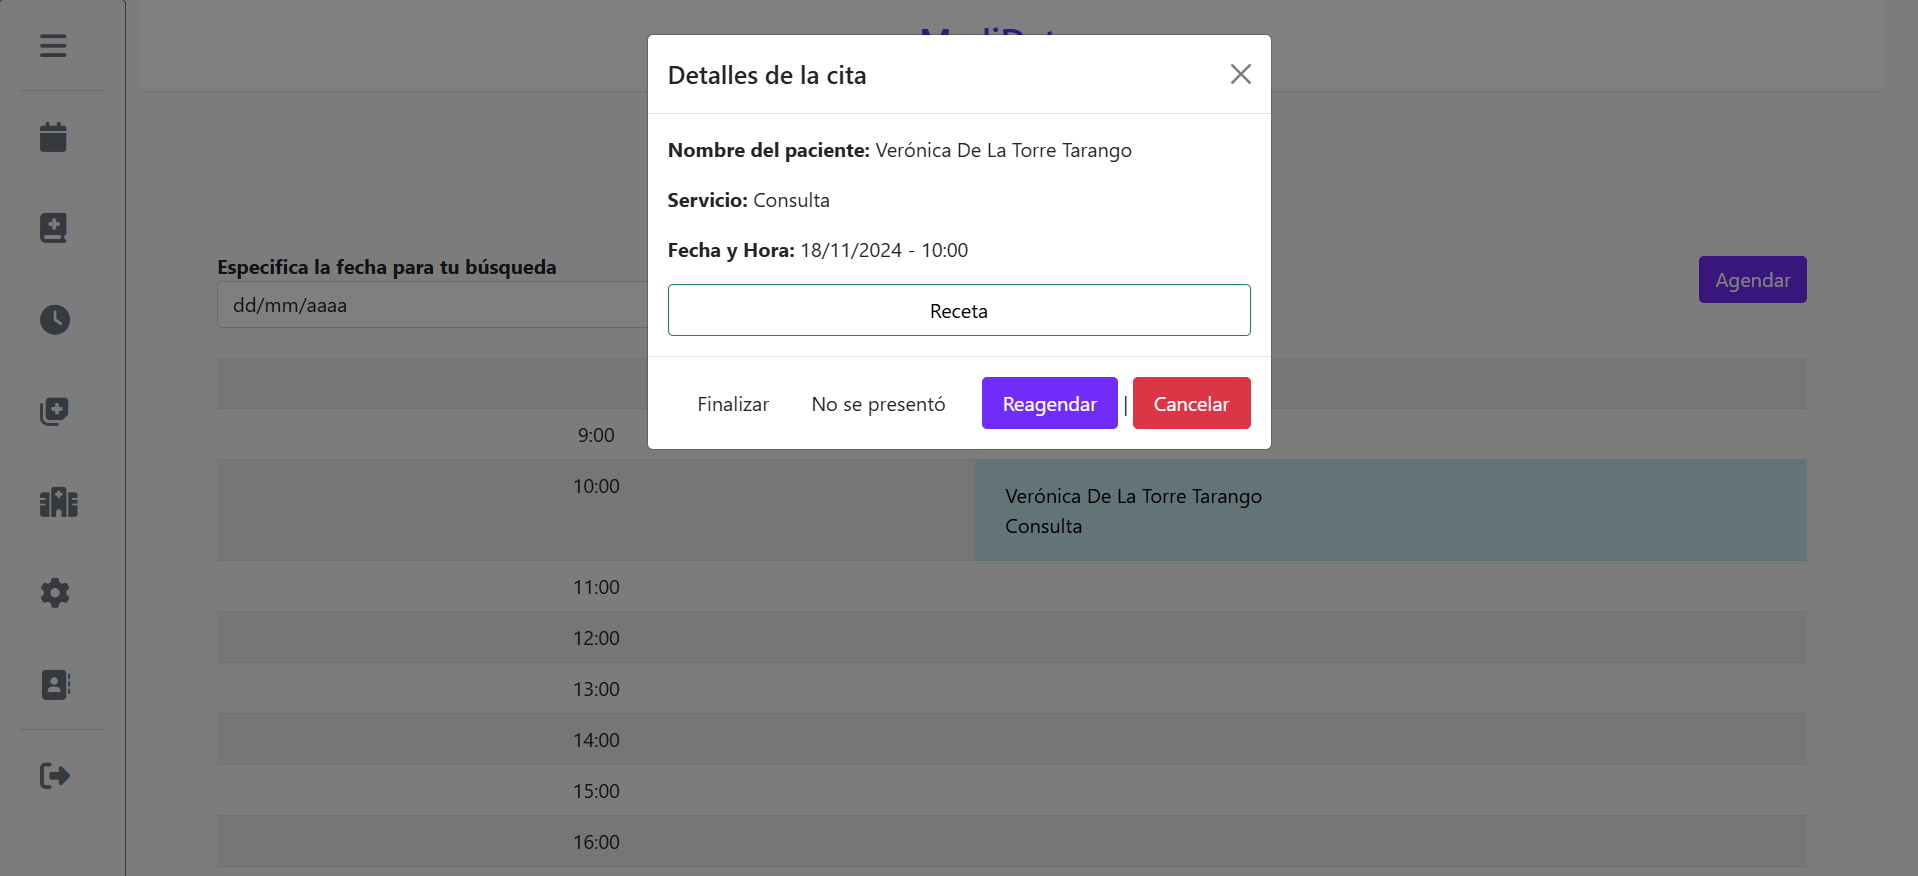 Detalles de la cita
Nombre del paciente: Verónica De La Torre Tarango
Servicio: Consulta
Fecha y Hora: 18/11/2024 - 10:00
Receta
Finalizar No se presentó Reagendar | Cancelar
Especifica la fecha para tu búsqueda
dd/mm/aaaa
Agendar
9:00
10:00
Verónica De La Torre Tarango
Consulta
11:00
12:00
13:00
14:00
15:00
16:00